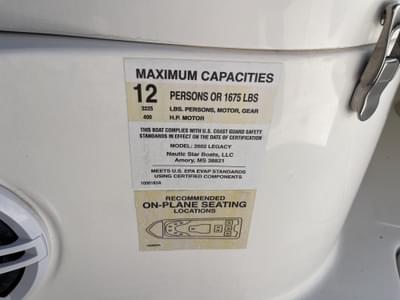 MAXIMUM CAPACITIES
12 PERSONS OR 1675 LBS
3225 LBS. PERSONS, MOTOR, GEAR
400 H.P. MOTOR
THIS BOAT COMPLIES WITH U.S. COAST GUARD SAFETY
STANDARDS IN EFFECT ON THE DATE OF CERTIFICATION
MODEL: 2602 LEGACY
Nautic Star Boats, LLC
Amory, MS 38821
MEETS U.S. EPA EVAP STANDARDS
USING CERTIFIED COMPONENTS
RECOMMENDED
ON-PLANE SEATING
LOCATIONS